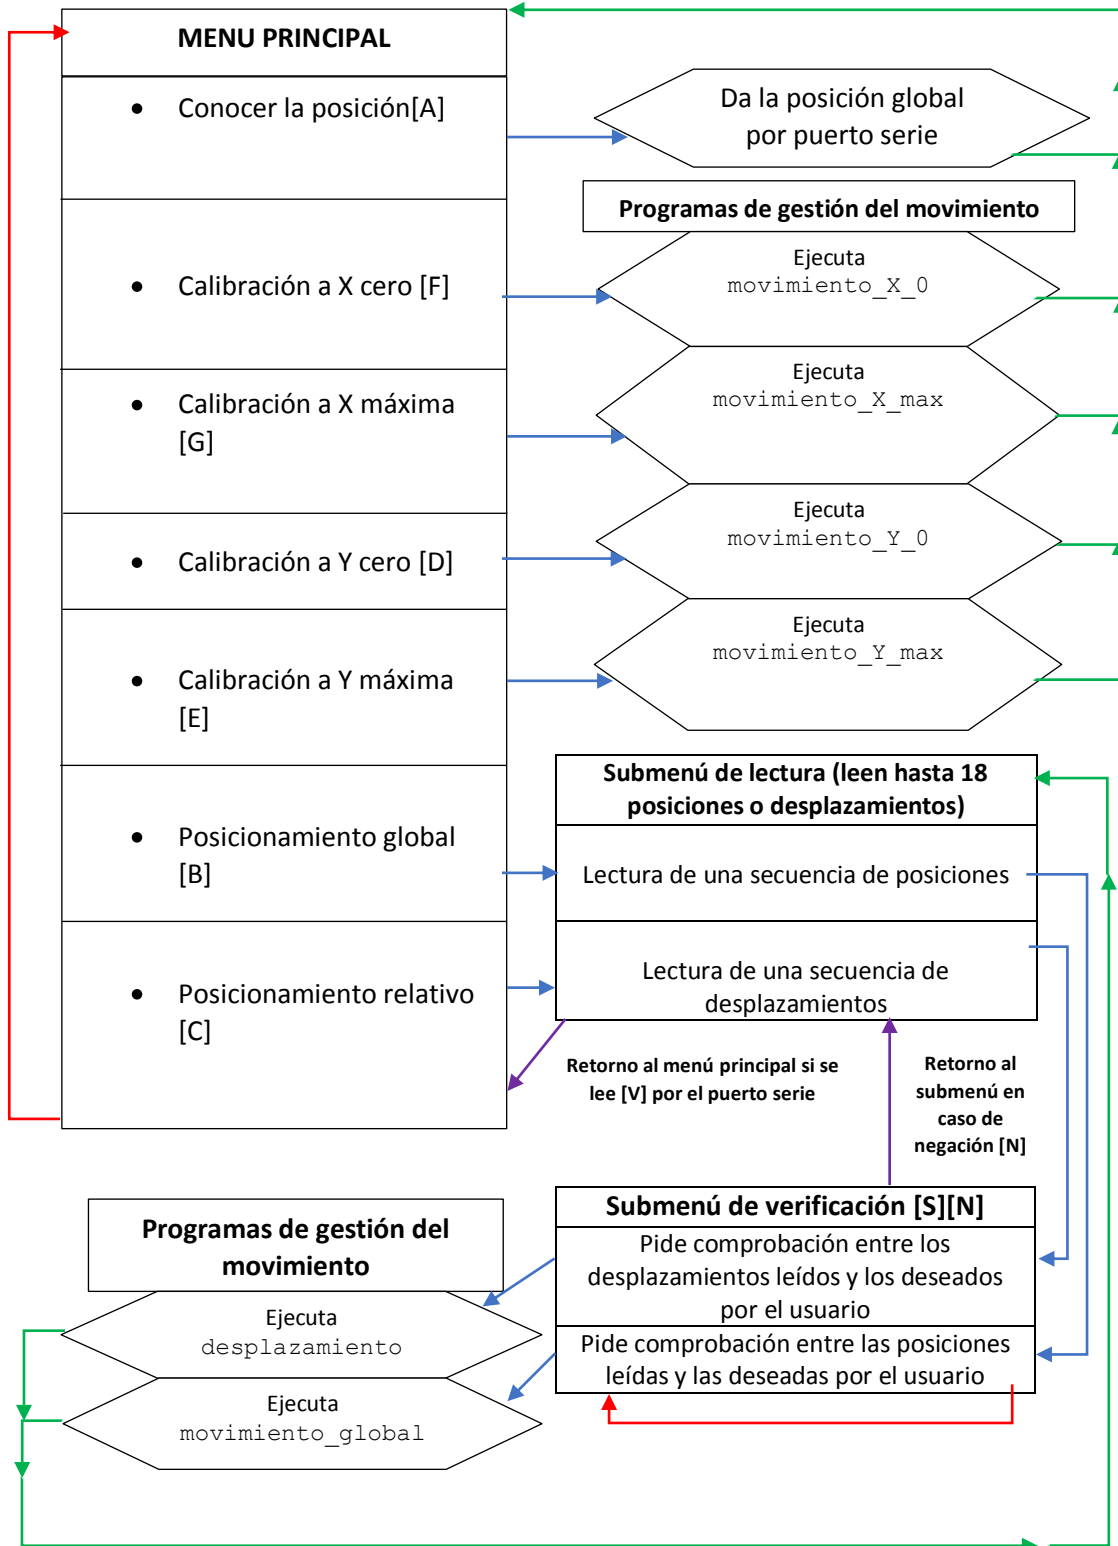 MENU PRINCIPAL
• Conocer la posición[A]
Da la posición global
por puerto serie
Programas de gestión del movimiento
• Calibración a X cero [F]
Ejecuta
movimiento_X_0
• Calibración a X máxima
[G]
Ejecuta
movimiento_X_max
• Calibración a Y cero [D]
Ejecuta
movimiento_Y_0
• Calibración a Y máxima
[E]
Ejecuta
movimiento_Y_max
• Posicionamiento global
[B]
Submenú de lectura (leen hasta 18
posiciones o desplazamientos)
Lectura de una secuencia de posiciones
• Posicionamiento relativo
[C]
Lectura de una secuencia de
desplazamientos
Retorno al menú principal si se
lee [V] por el puerto serie
Retorno al
submenú en
caso de
negación [N]
Submenú de verificación [S][N]
Pide comprobación entre los
desplazamientos leídos y los deseados
por el usuario
Pide comprobación entre las posiciones
leídas y las deseadas por el usuario
Programas de gestión del
movimiento
Ejecuta
desplazamiento
Ejecuta
movimiento_global